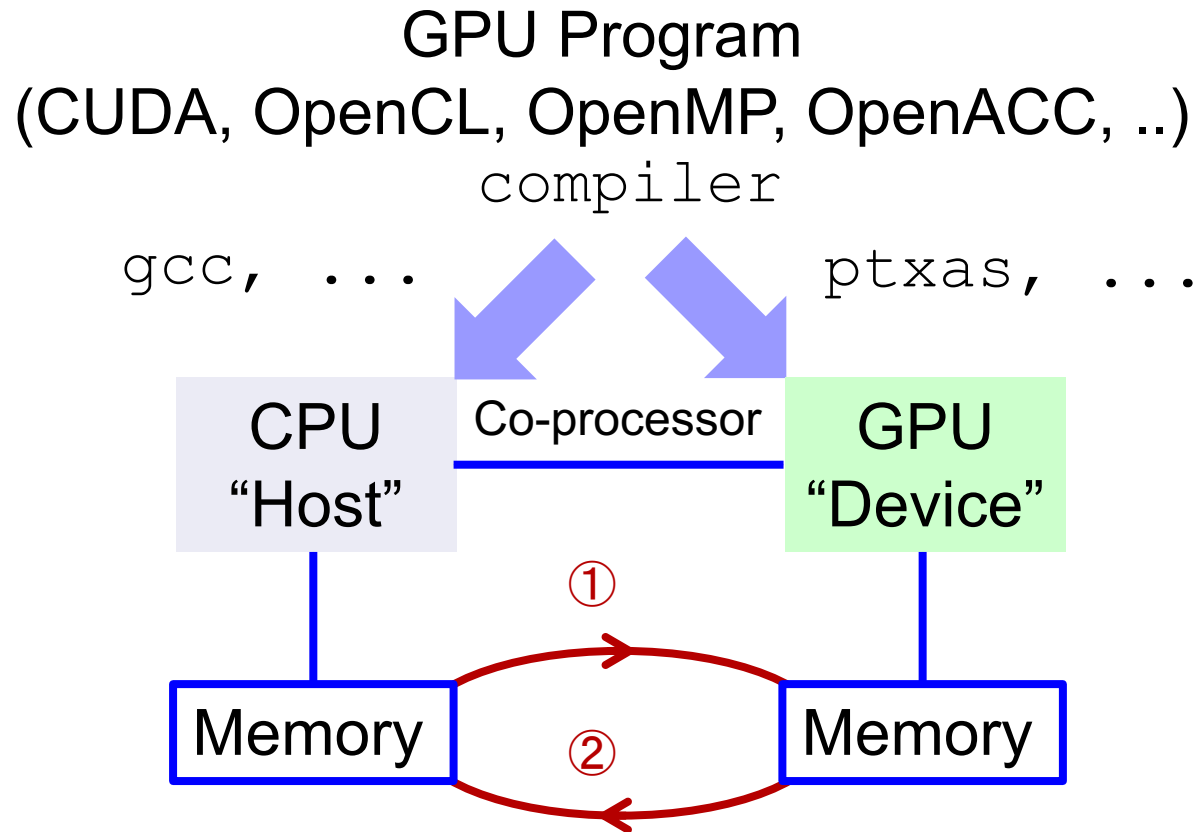 GPU Program
(CUDA, OpenCL, OpenMP, OpenACC, ..)
compiler
gcc, ...
ptxas, ...
CPU
“Host”
Co-processor
GPU
“Device”
①
Memory
Memory
②